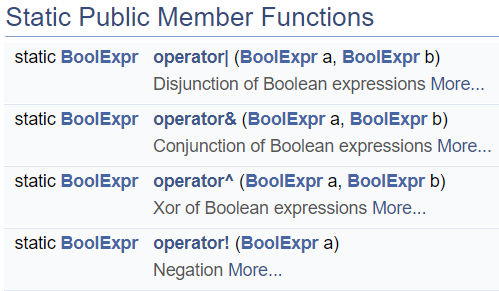 Static Public Member Functions
static BoolExpr operator| (BoolExpr a, BoolExpr b)
Disjunction of Boolean expressions More...
static BoolExpr operator& (BoolExpr a, BoolExpr b)
Conjunction of Boolean expressions More...
static BoolExpr operator^ (BoolExpr a, BoolExpr b)
Xor of Boolean expressions More...
static BoolExpr operator! (BoolExpr a)
Negation More...